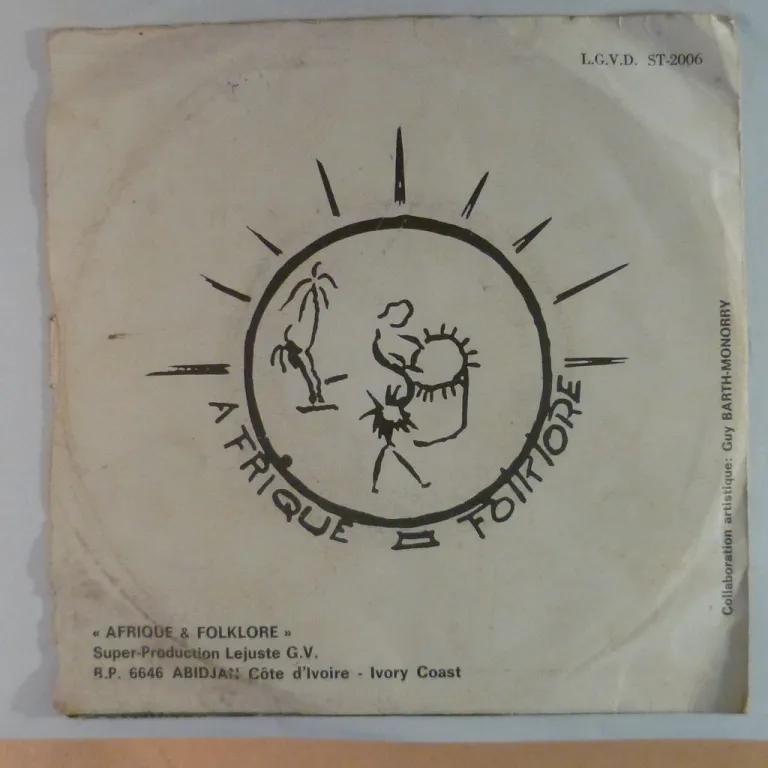 L.G.V.D. ST-2006
AFRIQUE FOLKLORE
Collaboration artistique: Guy BARTH-MONORRY
« AFRIQUE & FOLKLORE »
Super-Production Lejuste G.V.
B.P. 6646 ABIDJAN Côte d'Ivoire - Ivory Coast